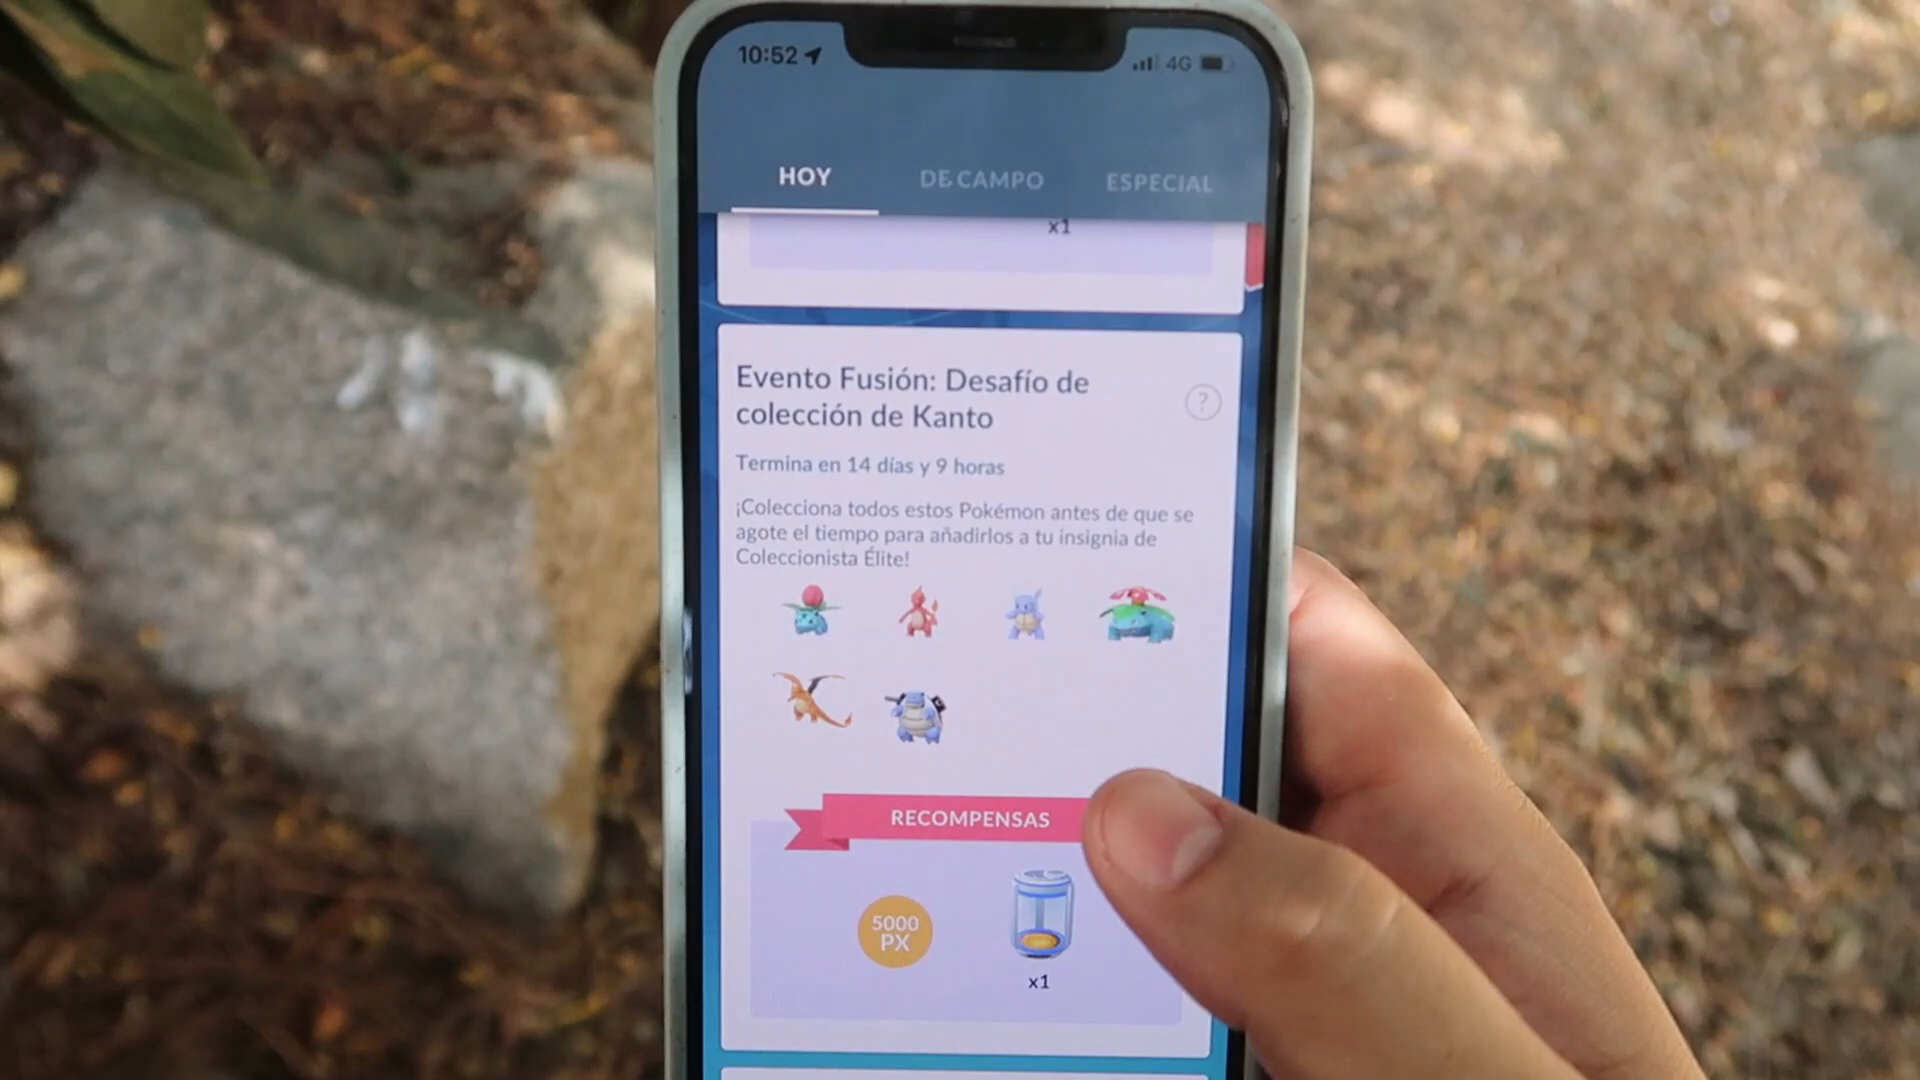 10:52
4G
HOY
DE CAMPO
ESPECIAL
x1
Evento Fusión: Desafío de
colección de Kanto
?
Termina en 14 días y 9 horas
¡Colecciona todos estos Pokémon antes de que se
agote el tiempo para añadirlos a tu insignia de
Coleccionista Élite!
RECOMPENSAS
5000
PX
x1